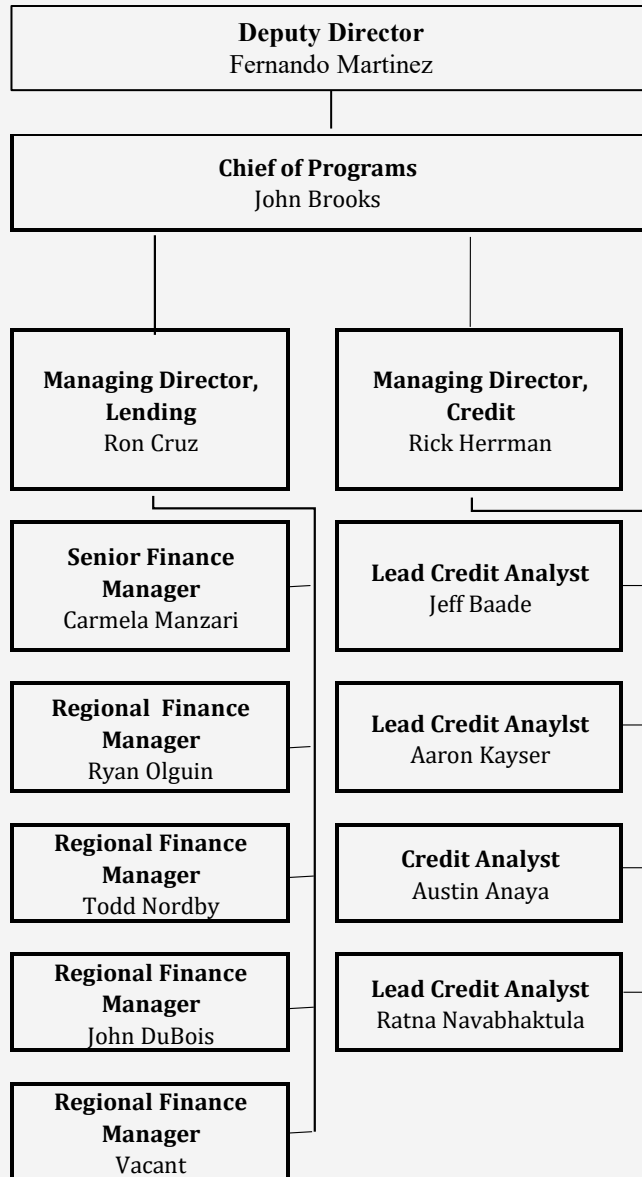 Deputy Director
Fernando Martinez
Chief of Programs
John Brooks
Managing Director,
Lending
Ron Cruz
Managing Director,
Credit
Rick Herrman
Senior Finance
Manager
Carmela Manzari
Lead Credit Analyst
Jeff Baade
Regional  Finance
Manager
Ryan Olguin
Lead Credit Anaylst
Aaron Kayser
Regional Finance
Manager
Todd Nordby
Credit Analyst
Austin Anaya
Regional Finance
Manager
John DuBois
Lead Credit Analyst
Ratna Navabhaktula
Regional Finance
Manager
Vacant